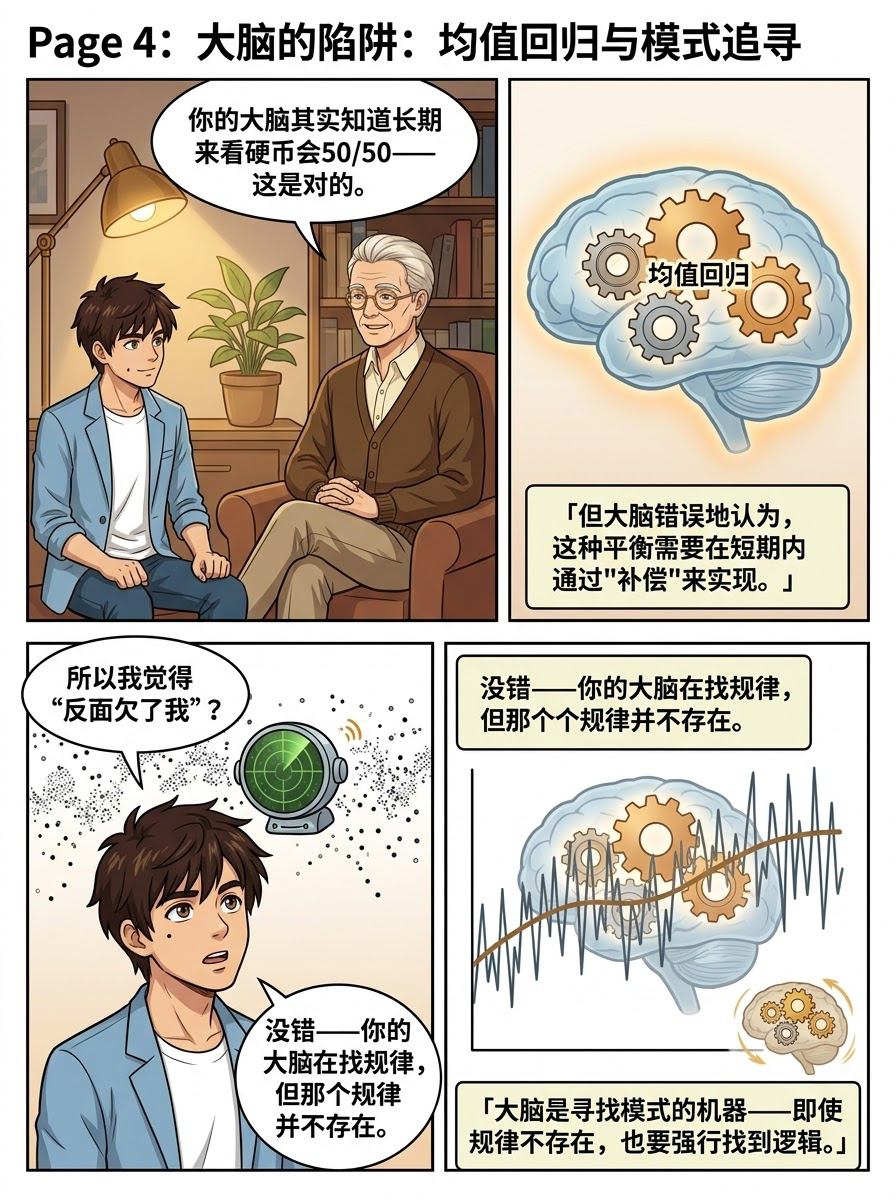 Page 4：大脑的陷阱：均值回归与模式追寻
你的大脑其实知道长期
来看硬币会50/50——
这是对的。
均值回归
「但大脑错误地认为，
这种平衡需要在短期内
通过"补偿"来实现。」
所以我觉得
“反面欠了我”？
没错——你的
大脑在找规律，
但那个规律
并不存在。
没错——你的大脑在找规律，
但那个个规律并不存在。
「大脑是寻找模式的机器——即使
规律不存在，也要强行找到逻辑。」